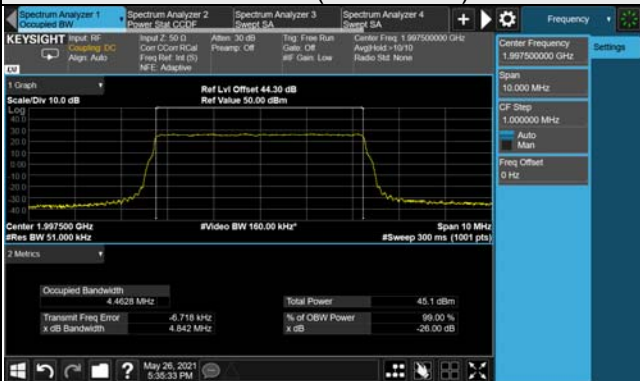 Spectrum Analyzer 1
Occupied BW
Spectrum Analyzer 2
Power Stat CCDF
Spectrum Analyzer 3
Swept SA
Spectrum Analyzer 4
Swept SA
Frequency
KEYSIGHT
Input: RF
Coupling: DC
Align: Auto
Input Z: 50 Ω
Corr CCorr RCal
Freq Ref: Int (S)
NFE: Adaptive
Atten: 30 dB
Preamp: Off
Trig: Free Run
Gate: Off
#IF Gain: Low
Center Freq: 1.997500000 GHz
Avg|Hold:>10/10
Radio Std: None
Center Frequency
1.997500000 GHz
Settings
Span
10.000 MHz
CF Step
1.000000 MHz
Auto
Man
Freq Offset
0 Hz
1 Graph
Scale/Div 10.0 dB
Ref Lvl Offset 44.30 dB
Ref Value 50.00 dBm
Log
40.0
30.0
20.0
10.0
0.00
-10.0
-20.0
-30.0
-40.0
Center 1.997500 GHz
#Res BW 51.000 kHz
#Video BW 160.00 kHz*
Span 10 MHz
#Sweep 300 ms (1001 pts)
2 Metrics
Occupied Bandwidth
4.4628 MHz
Total Power 45.1 dBm
Transmit Freq Error -6.718 kHz
% of OBW Power 99.00 %
x dB Bandwidth 4.842 MHz
x dB -26.00 dB
May 26, 2021
5:35:33 PM